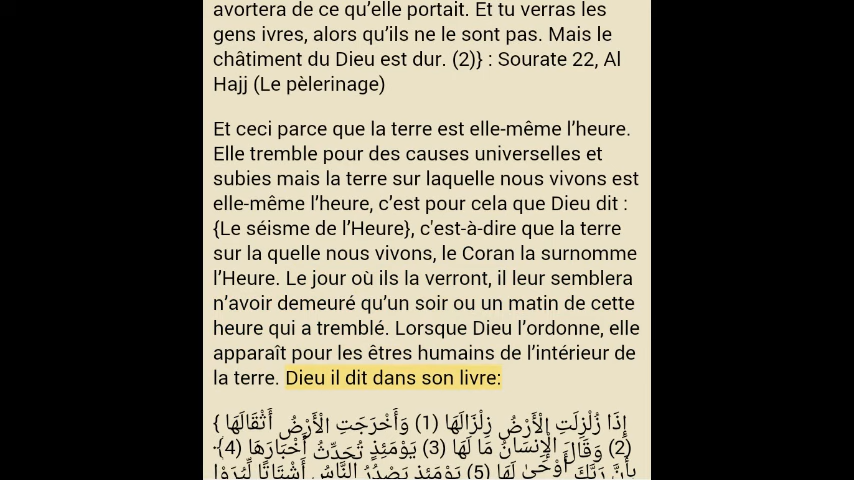 avortera de ce qu'elle portait. Et tu verras les
gens ivres, alors qu'ils ne le sont pas. Mais le
châtiment du Dieu est dur. (2)} : Sourate 22, Al
Hajj (Le pèlerinage)
Et ceci parce que la terre est elle-même l'heure.
Elle tremble pour des causes universelles et
subies mais la terre sur laquelle nous vivons est
elle-même l'heure, c'est pour cela que Dieu dit :
{Le séisme de l'Heure}, c'est-à-dire que la terre
sur la quelle nous vivons, le Coran la surnomme
l'Heure. Le jour où ils la verront, il leur semblera
n'avoir demeuré qu'un soir ou un matin de cette
heure qui a tremblé. Lorsque Dieu l'ordonne, elle
apparaît pour les êtres humains de l'intérieur de
la terre. Dieu il dit dans son livre:
إِذَا زُلْزِلَتِ الْأَرْضُ زِلْزَالَهَا (1) وَأَخْرَجَتِ الْأَرْضُ أَثْقَالَهَا {
(2) وَقَالَ الْإِنسَانُ مَا لَهَا (3) يَوْمَئِذٍ تُحَدِّثُ أَخْبَارَهَا (4)
بِأَنَّ رَبَّكَ أَوْحَىٰ لَهَا (5) يَوْمَئِذٍ يَصْدُرُ النَّاسُ أَشْتَاتًا لِّيُرَوْا